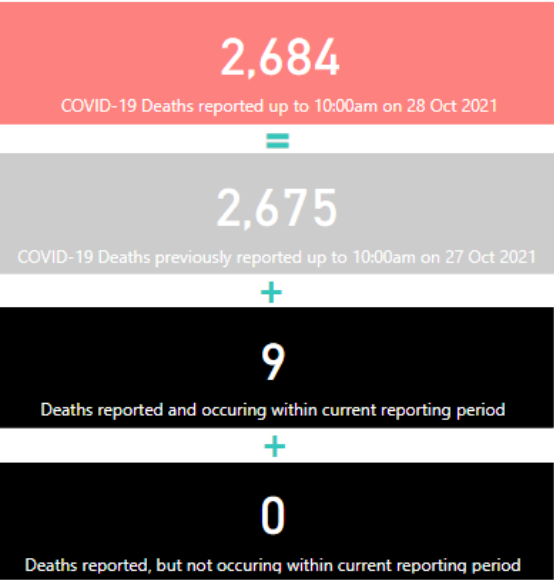 2,684
COVID-19 Deaths reported up to 10:00am on 28 Oct 2021
=
2,675
COVID-19 Deaths previously reported up to 10:00am on 27 Oct 2021
+
9
Deaths reported and occuring within current reporting period
+
0
Deaths reported, but not occuring within current reporting period